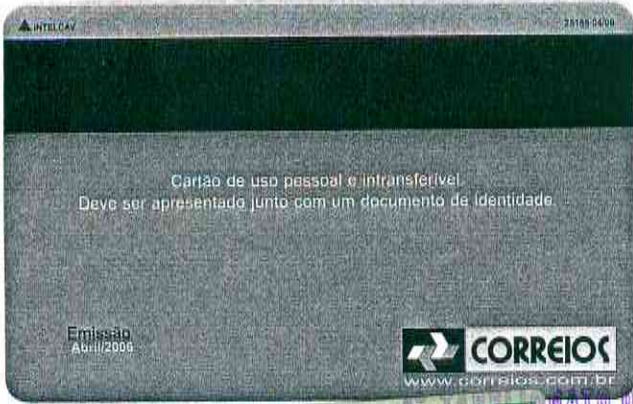 INTELCAV
Cartão de uso pessoal e intransferível.
Deve ser apresentado junto com um documento de identidade.
Emissão
Abril/2006
CORREIOS
www.correios.com.br